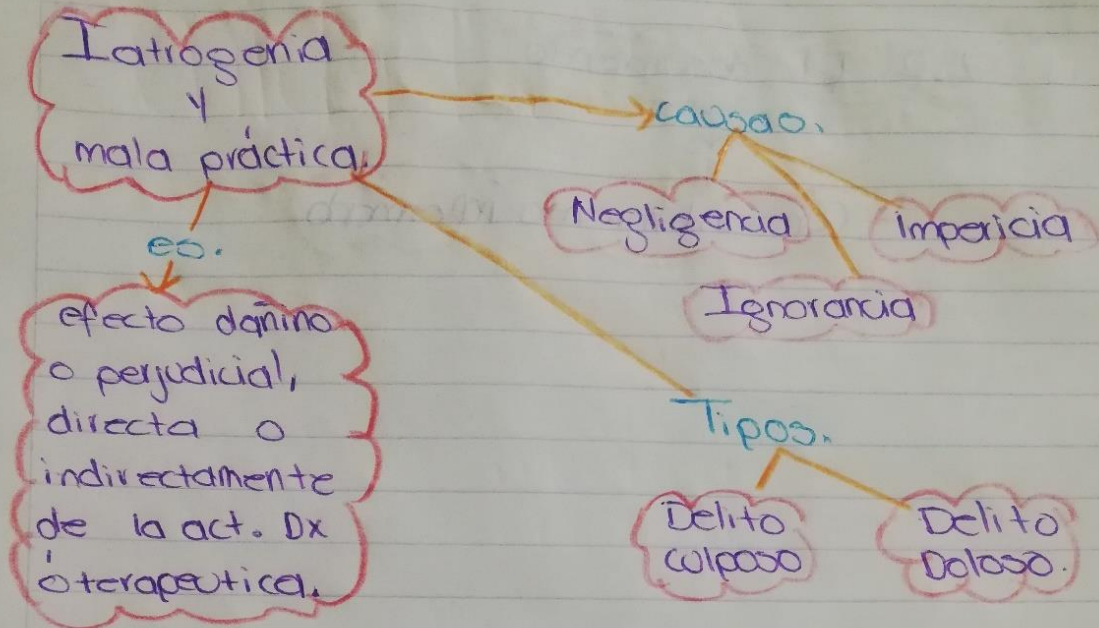 Iatrogenia
y
mala práctica.
es.
efecto dañino
o perjudicial,
directa o
indirectamente
de la act. Dx
ó terapeutica.
causas.
Negligencia
Impericia
Ignorancia
Tipos.
Delito
culposo
Delito
Doloso.